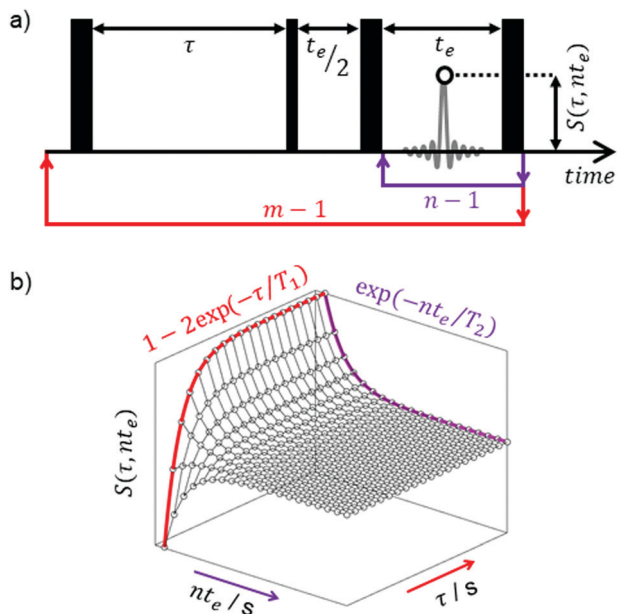 a)
τ
t_e/2
t_e
S(τ, nt_e)
time
n − 1
m − 1
b)
1 − 2exp(−τ/T_1)
exp(−nt_e/T_2)
S(τ, nt_e)
nt_e / s
τ / s